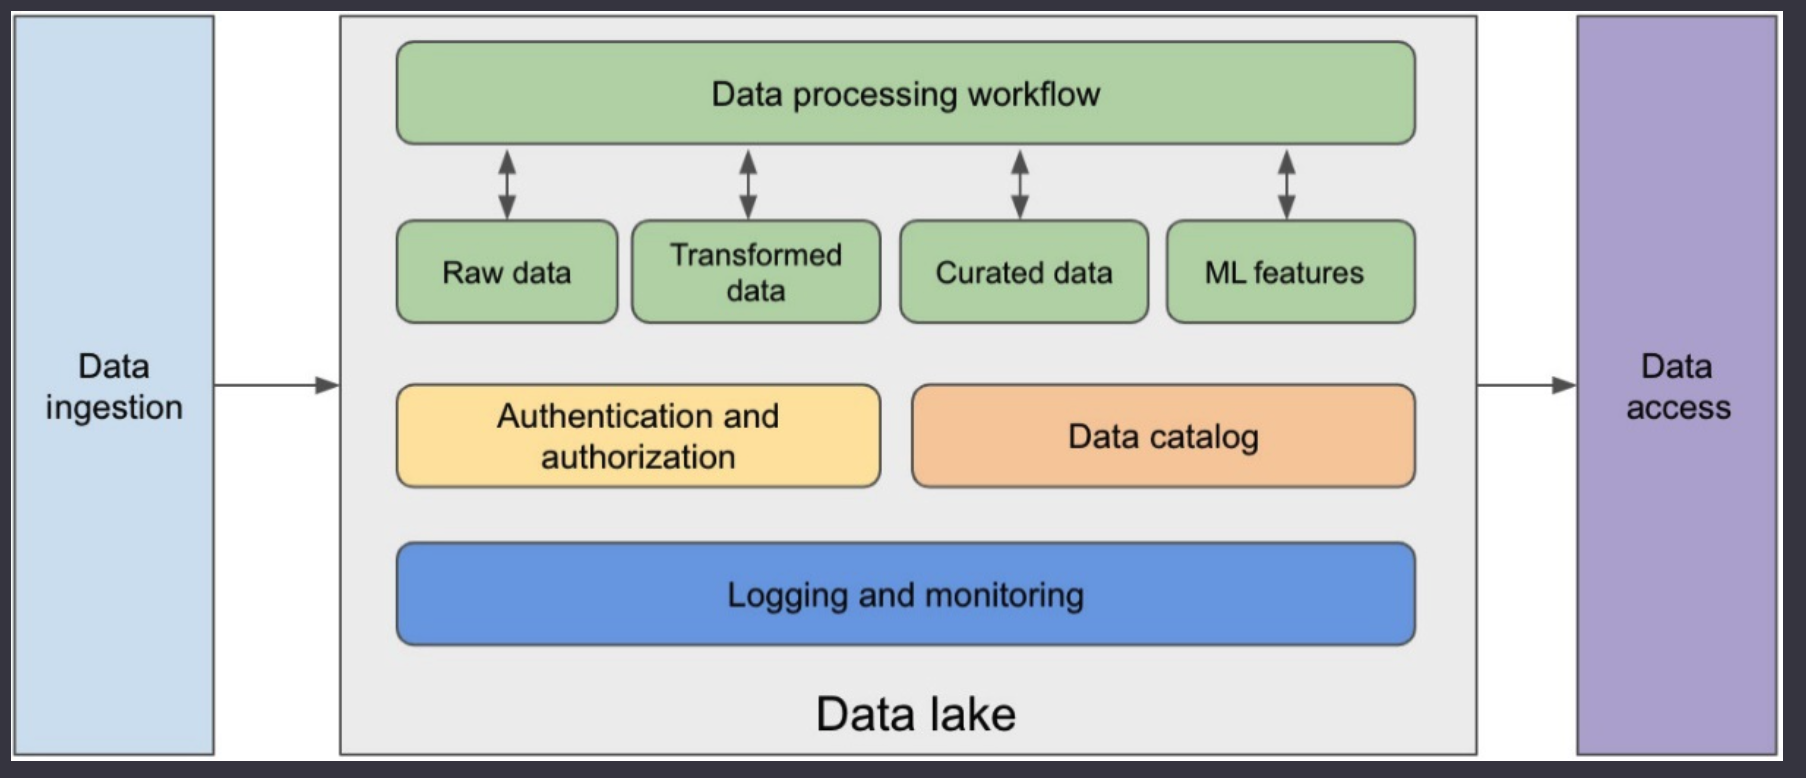 Data processing workflow
Raw data
Transformed
data
Curated data
ML features
Data
ingestion
Authentication and
authorization
Data catalog
Data
access
Logging and monitoring
Data lake